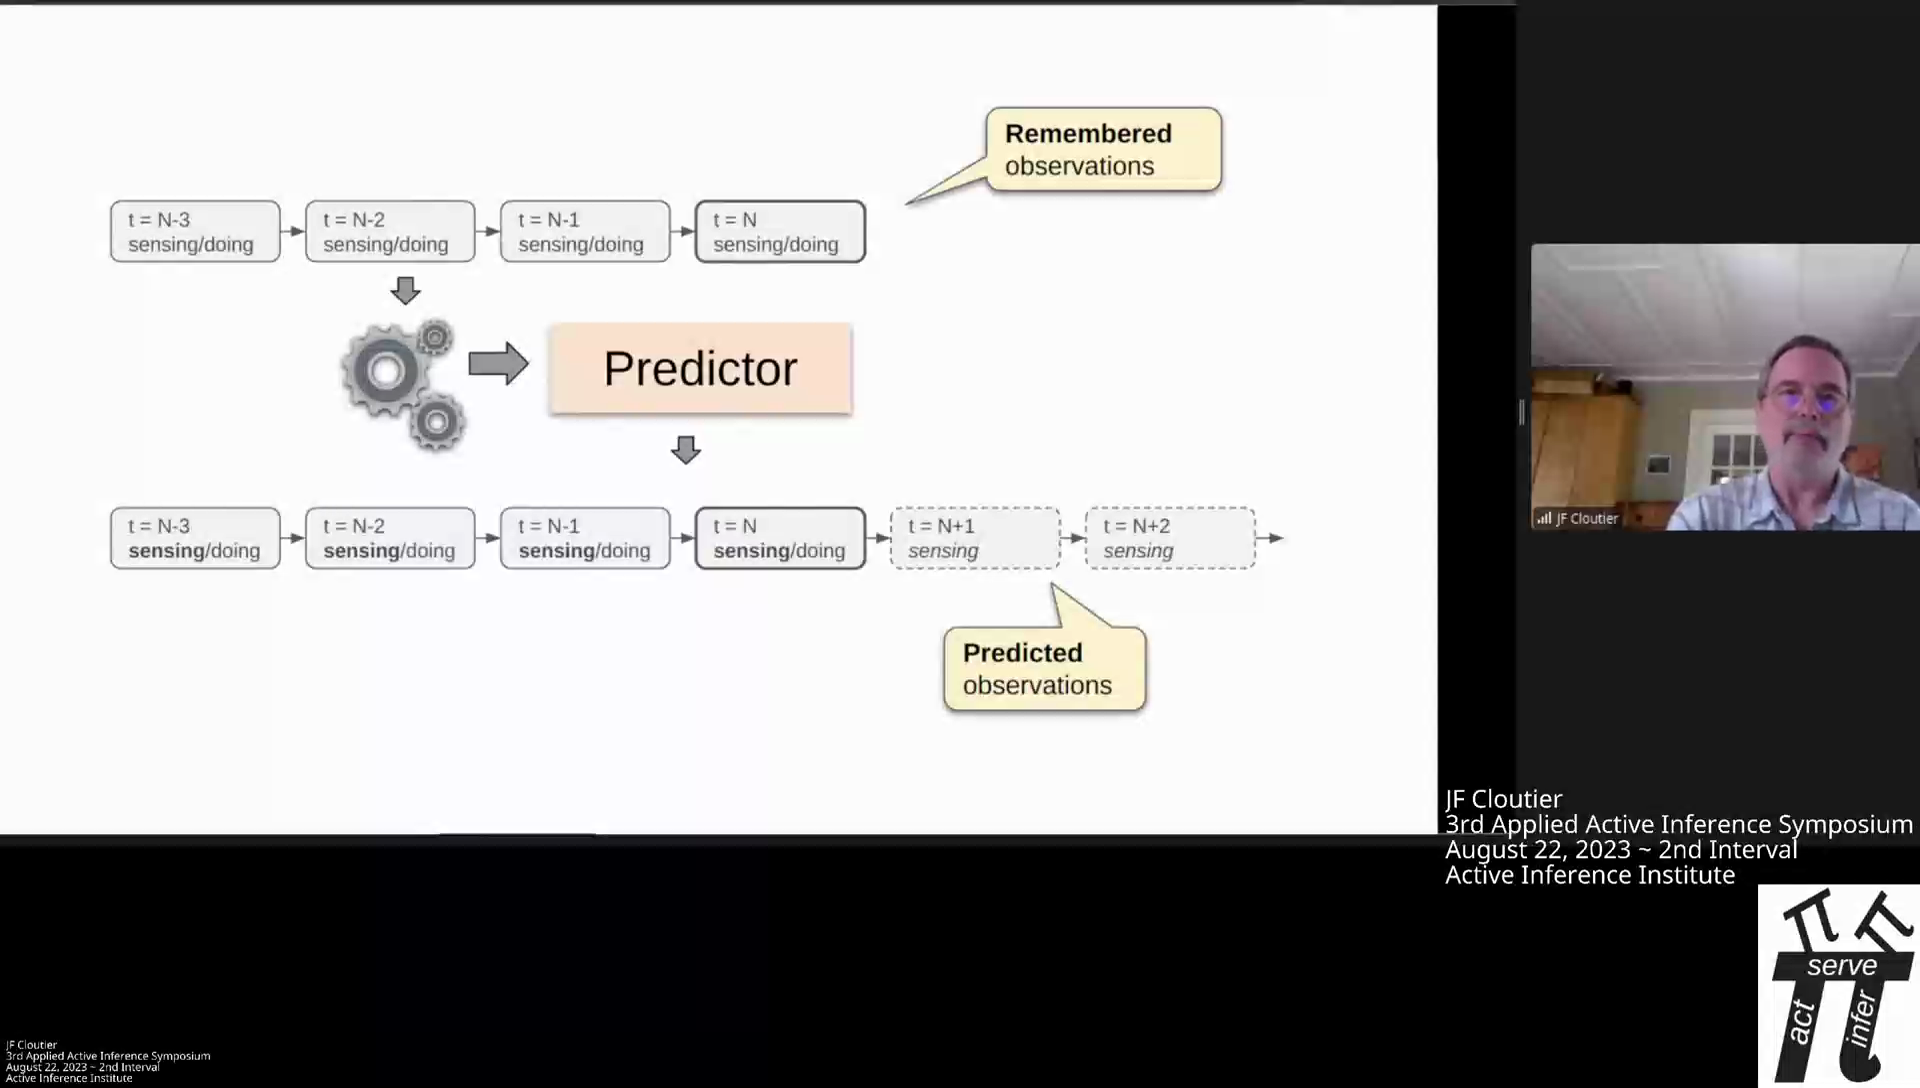 Remembered
observations
t = N-3
sensing/doing
t = N-2
sensing/doing
t = N-1
sensing/doing
t = N
sensing/doing
Predictor
t = N-3
sensing/doing
t = N-2
sensing/doing
t = N-1
sensing/doing
t = N
sensing/doing
t = N+1
sensing
t = N+2
sensing
Predicted
observations
JF Cloutier
JF Cloutier
3rd Applied Active Inference Symposium
August 22, 2023 ~ 2nd Interval
Active Inference Institute
serve
act
infer
JF Cloutier
3rd Applied Active Inference Symposium
August 22, 2023 ~ 2nd Interval
Active Inference Institute